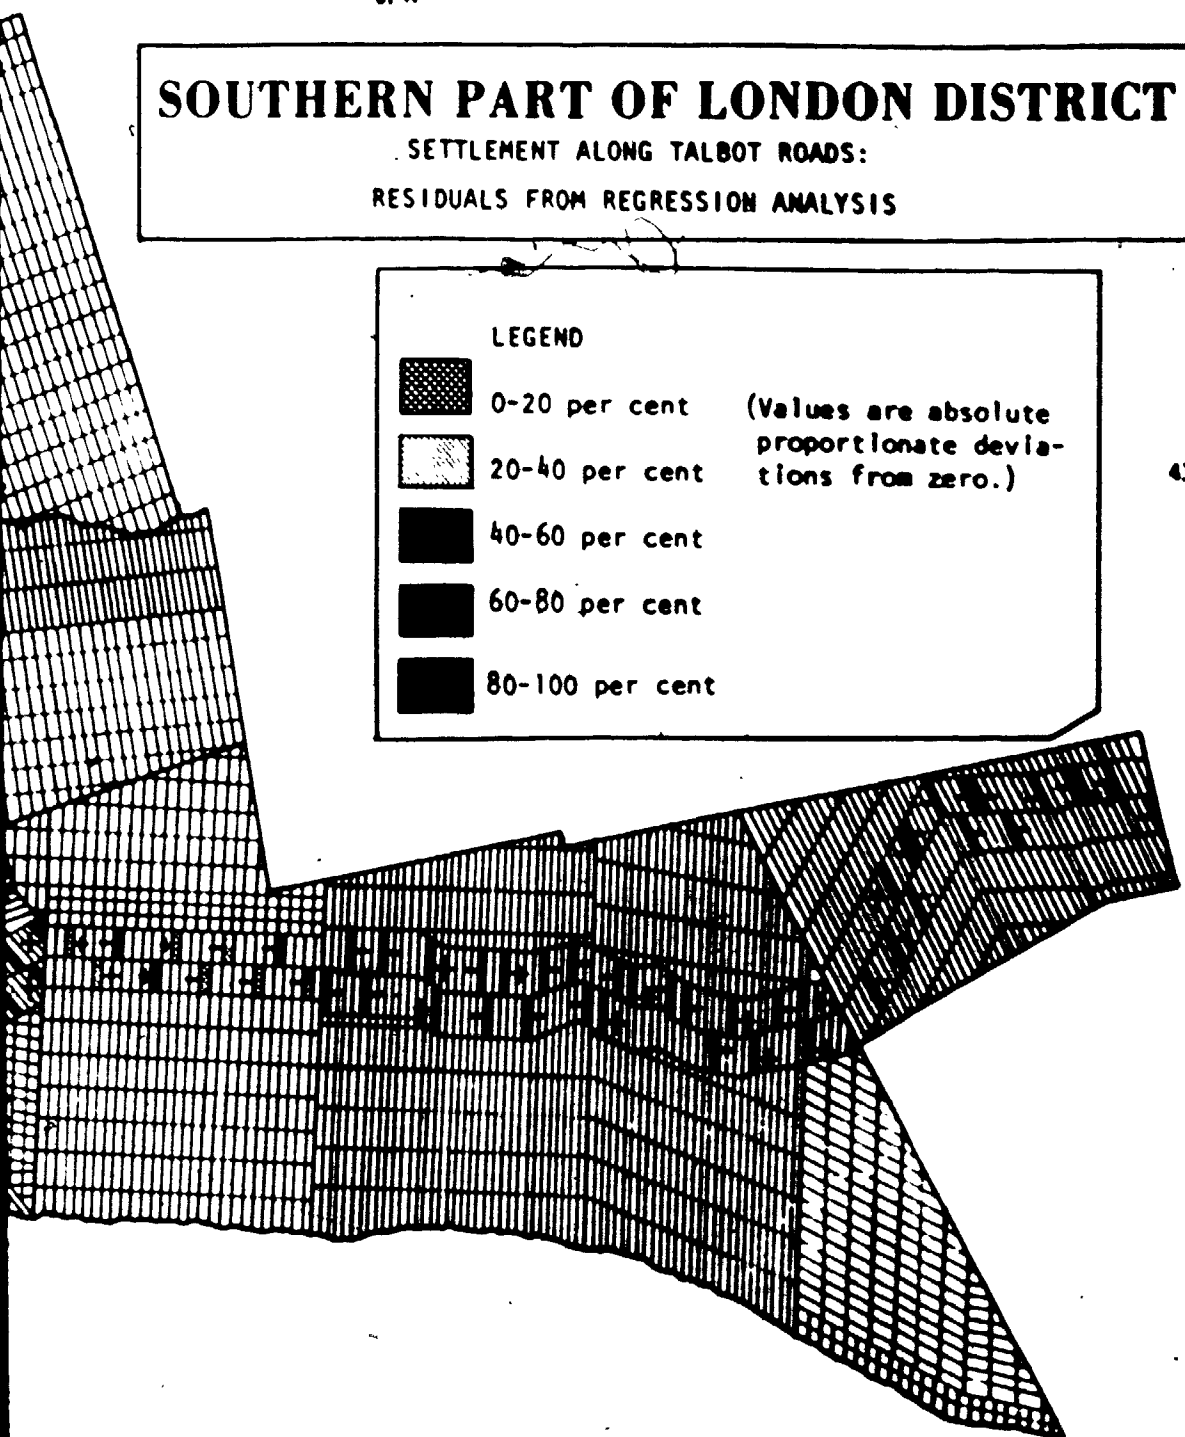 SOUTHERN PART OF LONDON DISTRICT
SETTLEMENT ALONG TALBOT ROADS:
RESIDUALS FROM REGRESSION ANALYSIS
LEGEND
0-20 per cent
(Values are absolute
proportionate devia-
tions from zero.)
20-40 per cent
40-60 per cent
60-80 per cent
80-100 per cent